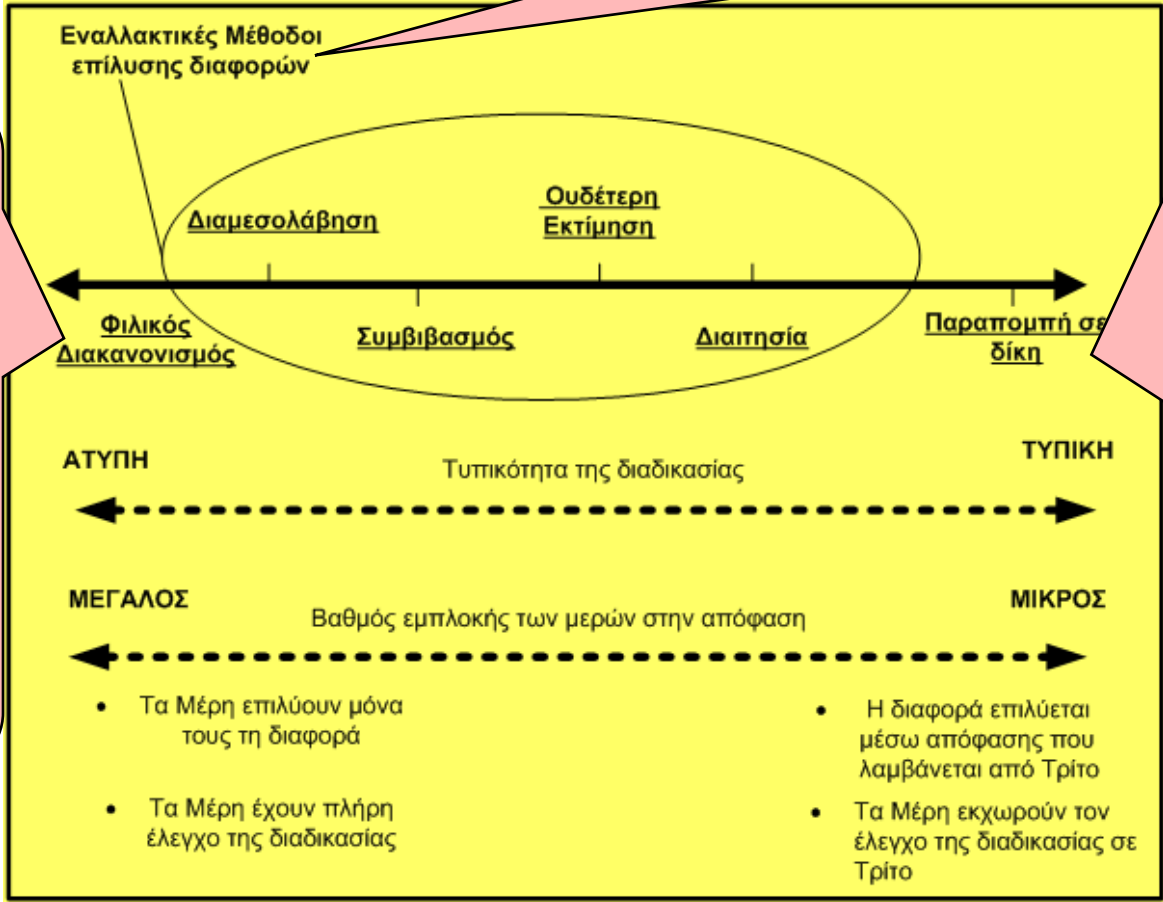 Εναλλακτικές Μέθοδοι
επίλυσης διαφορών
Διαμεσολάβηση
Ουδέτερη
Εκτίμηση
Φιλικός
Διακανονισμός
Συμβιβασμός
Διαιτησία
Παραπομπή σε
δίκη
ΑΤΥΠΗ
Τυπικότητα της διαδικασίας
ΤΥΠΙΚΗ
ΜΕΓΑΛΟΣ
Βαθμός εμπλοκής των μερών στην απόφαση
ΜΙΚΡΟΣ
• Τα Μέρη επιλύουν μόνα
τους τη διαφορά
• Τα Μέρη έχουν πλήρη
έλεγχο της διαδικασίας
• Η διαφορά επιλύεται
μέσω απόφασης που
λαμβάνεται από Τρίτο
• Τα Μέρη εκχωρούν τον
έλεγχο της διαδικασίας σε
Τρίτο